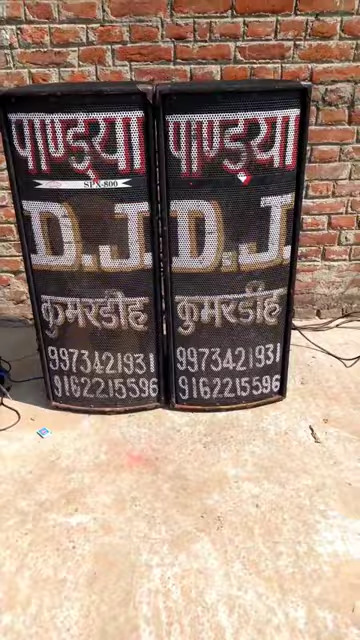 पाण्ड्या
SPX-800
D.J.
कुमरडीह
9973421931
9162215596
पाण्ड्या
D.J.
कुमरडीह
9973421931
9162215596